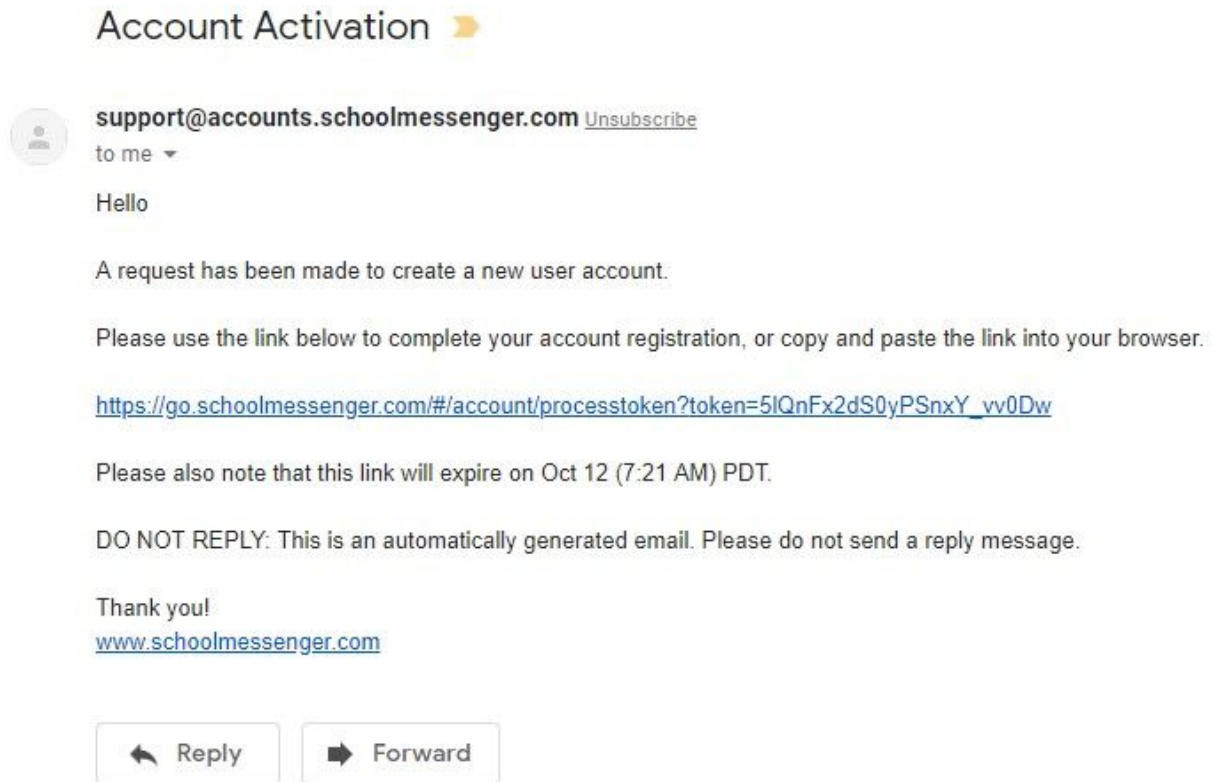 Account Activation
support@accounts.schoolmessenger.com Unsubscribe
to me
Hello
A request has been made to create a new user account.
Please use the link below to complete your account registration, or copy and paste the link into your browser.
https://go.schoolmessenger.com/#/account/processtoken?token=5lQnFx2dS0yPSnxY_vv0Dw
Please also note that this link will expire on Oct 12 (7:21 AM) PDT.
DO NOT REPLY: This is an automatically generated email. Please do not send a reply message.
Thank you!
www.schoolmessenger.com
Reply Forward